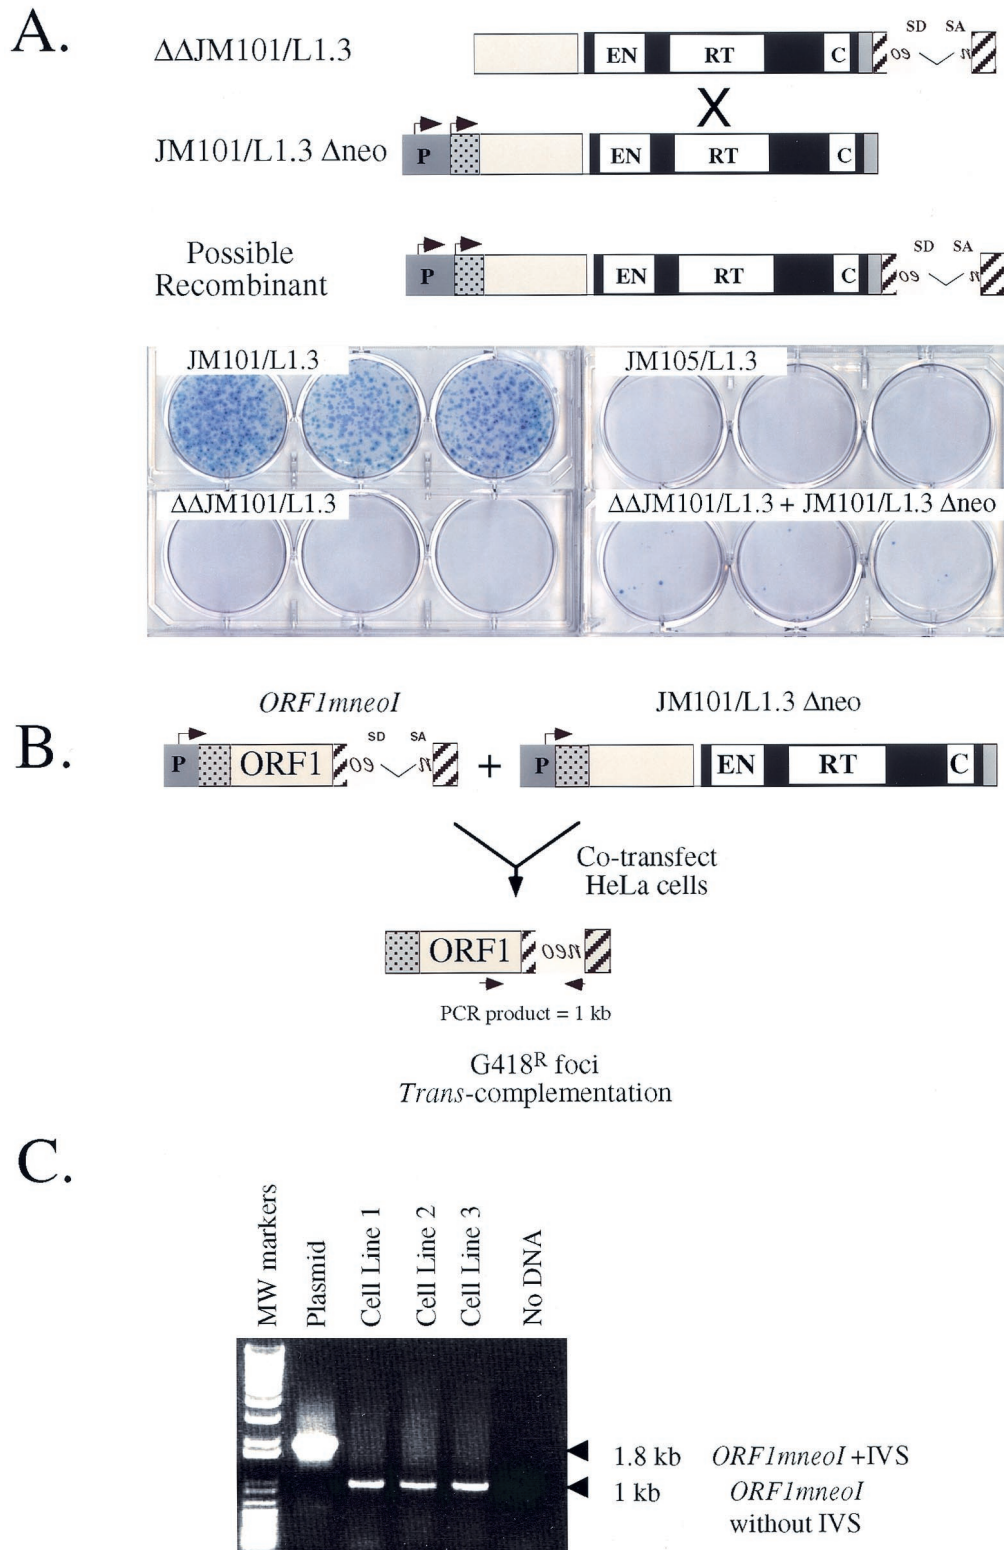 A.
ΔΔJM101/L1.3
EN
RT
C
eo
SD
SA
n
X
JM101/L1.3 Δneo
P
EN
RT
C
Possible
Recombinant
P
EN
RT
C
eo
SD
SA
n
JM101/L1.3
JM105/L1.3
ΔΔJM101/L1.3
ΔΔJM101/L1.3 + JM101/L1.3 Δneo
B.
ORF1mneoI
JM101/L1.3 Δneo
P
ORF1
eo
SD
SA
n
+
P
EN
RT
C
Co-transfect
HeLa cells
ORF1
neo
PCR product = 1 kb
G418R foci
Trans-complementation
C.
MW markers
Plasmid
Cell Line 1
Cell Line 2
Cell Line 3
No DNA
1.8 kb ORF1mneoI +IVS
1 kb ORF1mneoI
without IVS